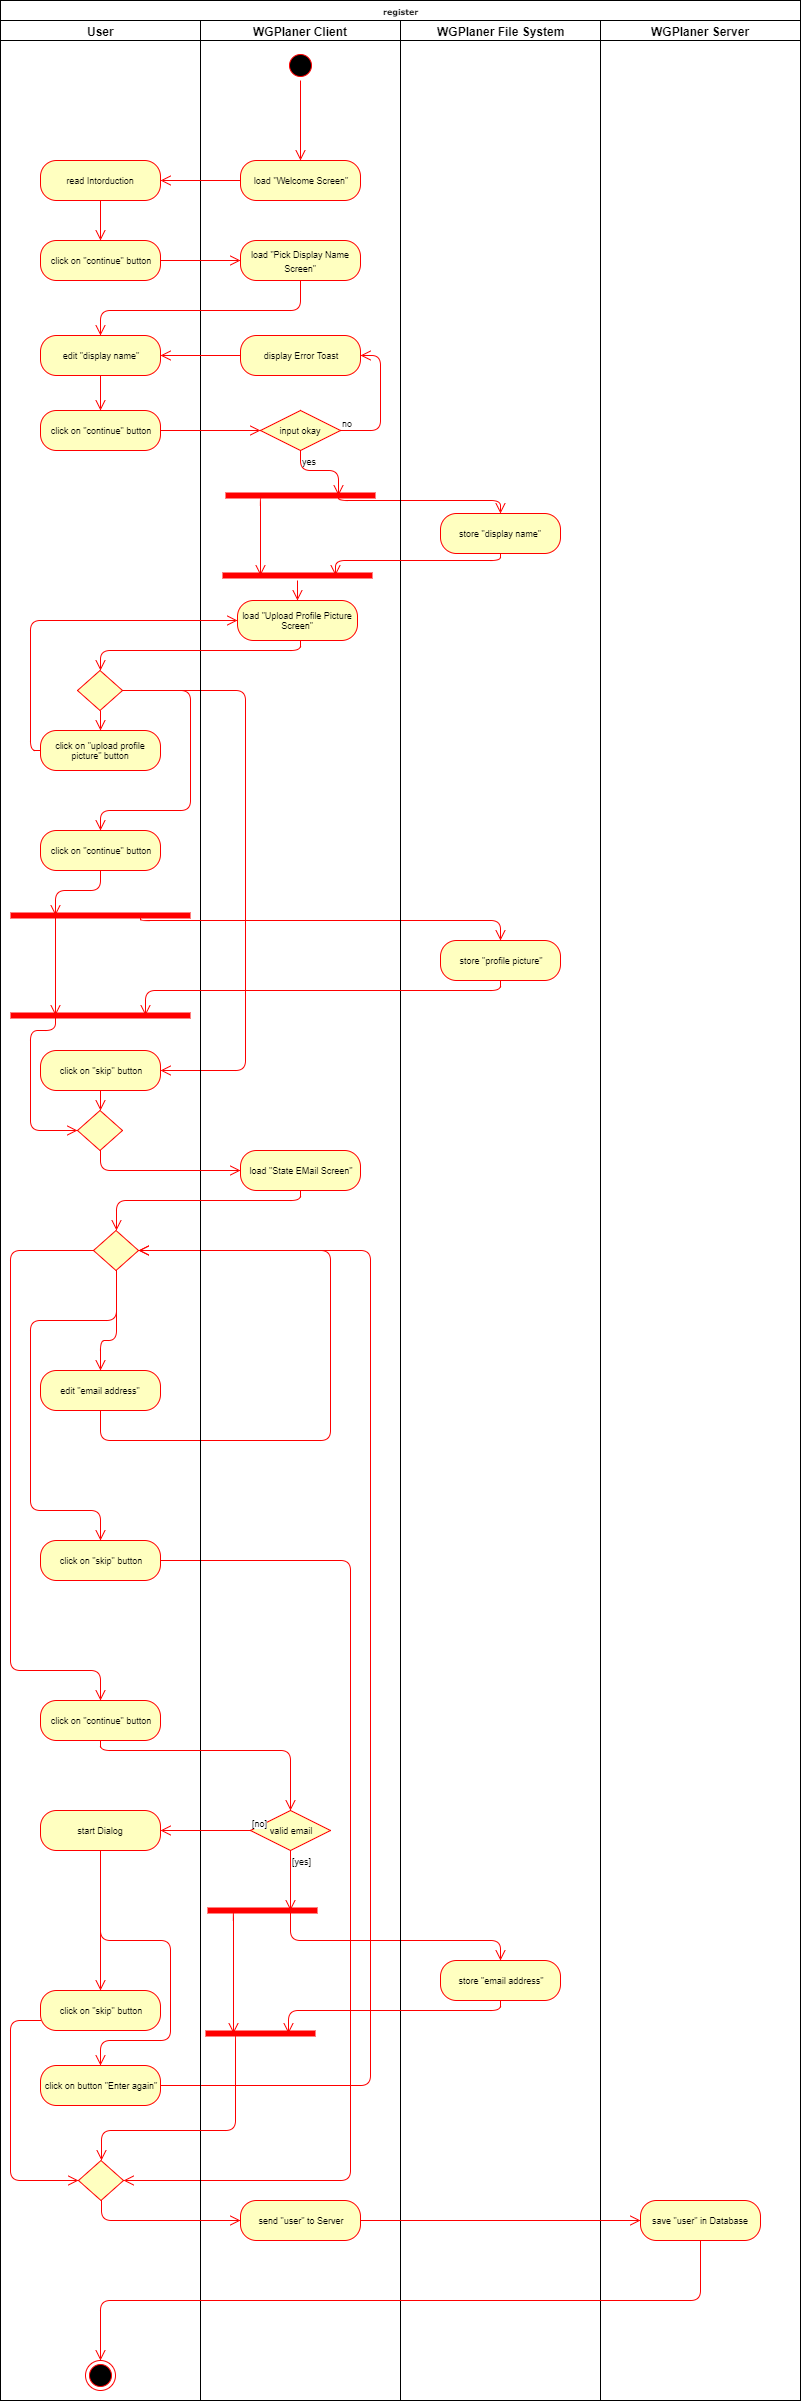 register
User
WGPlaner Client
WGPlaner File System
WGPlaner Server
read Intorduction
load "Welcome Screen"
click on "continue" button
load "Pick Display Name
Screen"
edit "display name"
display Error Toast
click on "continue" button
input okay
no
yes
store "display name"
load "Upload Profile Picture
Screen"
click on "upload profile
picture" button
click on "continue" button
store "profile picture"
click on "skip" button
load "State EMail Screen"
edit "email address"
click on "skip" button
click on "continue" button
start Dialog
[no]
valid email
[yes]
store "email address"
click on "skip" button
click on button "Enter again"
send "user" to Server
save "user" in Database